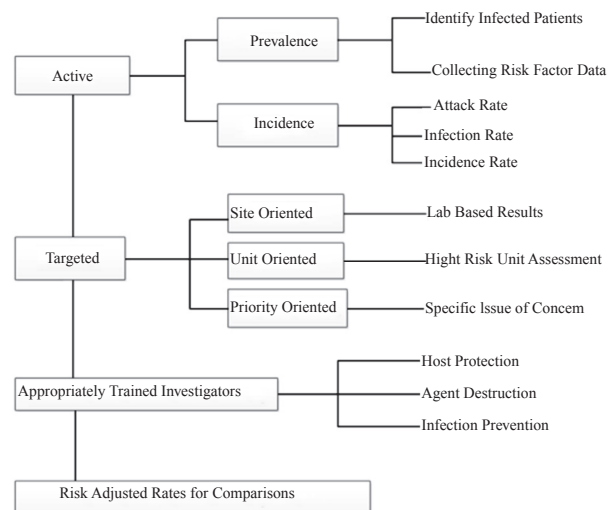 Identify Infected Patients
Prevalence
Active
Collecting Risk Factor Data
Attack Rate
Incidence
Infection Rate
Incidence Rate
Site Oriented
Lab Based Results
Targeted
Unit Oriented
Hight Risk Unit Assessment
Priority Oriented
Specific Issue of Concem
Host Protection
Appropriately Trained Investigators
Agent Destruction
Infection Prevention
Risk Adjusted Rates for Comparisons